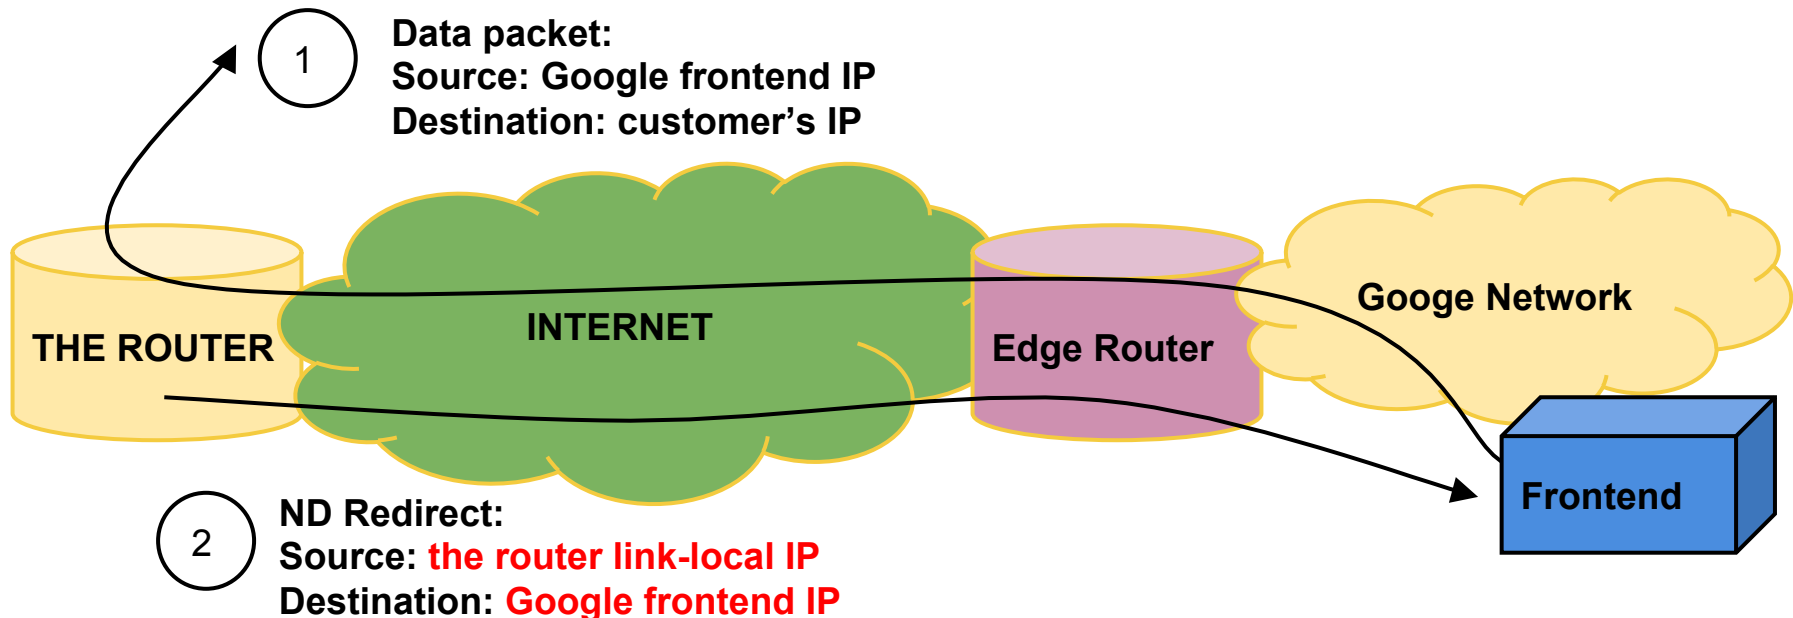 1
Data packet:
Source: Google frontend IP
Destination: customer’s IP
THE ROUTER
INTERNET
Edge Router
Googe Network
Frontend
2
ND Redirect:
Source: the router link-local IP
Destination: Google frontend IP